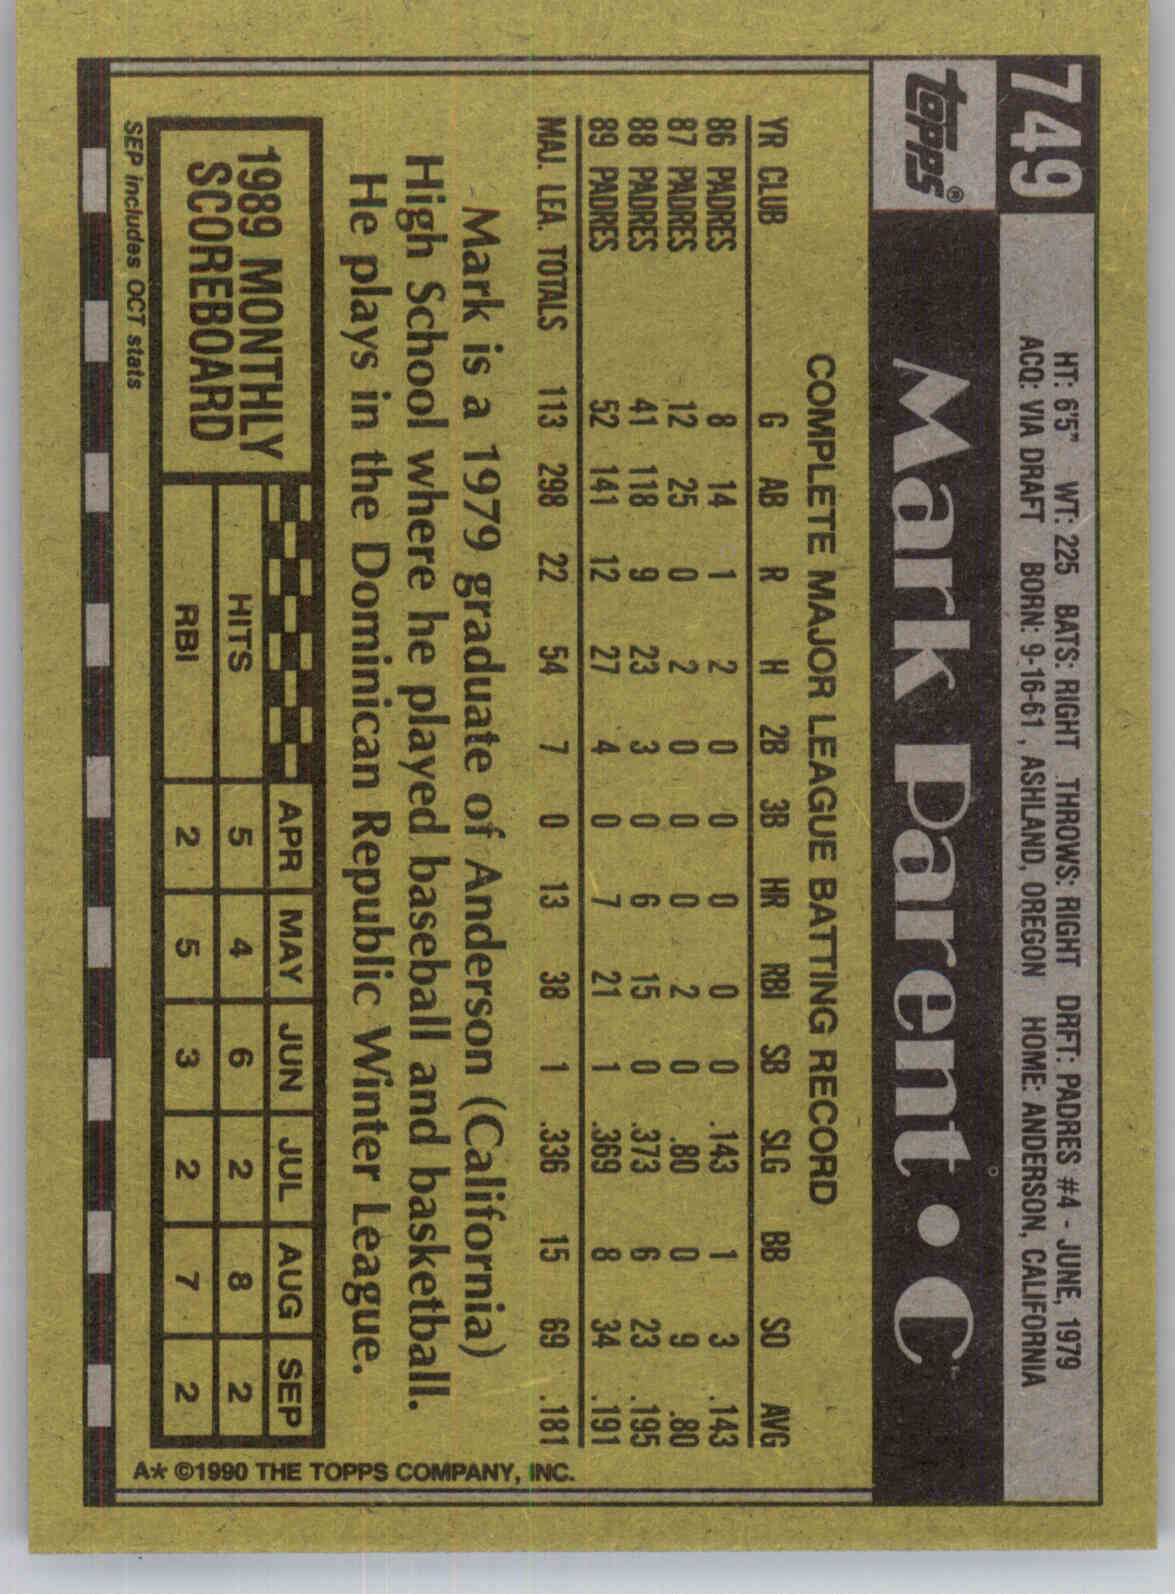 749
HT: 6'5" WT: 225 BATS: RIGHT THROWS: RIGHT DRFT: PADRES #4 - JUNE, 1979
ACQ: VIA DRAFT BORN: 9-16-61, ASHLAND, OREGON HOME: ANDERSON, CALIFORNIA
topps®
Mark Parent • C™
COMPLETE MAJOR LEAGUE BATTING RECORD
YR CLUB G AB R H 2B 3B HR RBI SB SLG BB SO AVG
86 PADRES 8 14 1 2 0 0 0 0 0 .143 1 3 .143
87 PADRES 12 25 0 2 0 0 0 2 0 .80 0 9 .80
88 PADRES 41 118 9 23 3 0 6 15 0 .373 6 23 .195
89 PADRES 52 141 12 27 4 0 7 21 1 .369 8 34 .191
MAJ. LEA. TOTALS 113 298 22 54 7 0 13 38 1 .336 15 69 .181
Mark is a 1979 graduate of Anderson (California)
High School where he played baseball and basketball.
He plays in the Dominican Republic Winter League.
1989 MONTHLY
SCOREBOARD
APR MAY JUN JUL AUG SEP
HITS 5 4 6 2 8 2
RBI 2 5 3 2 7 2
SEP includes OCT stats
A* ©1990 THE TOPPS COMPANY, INC.